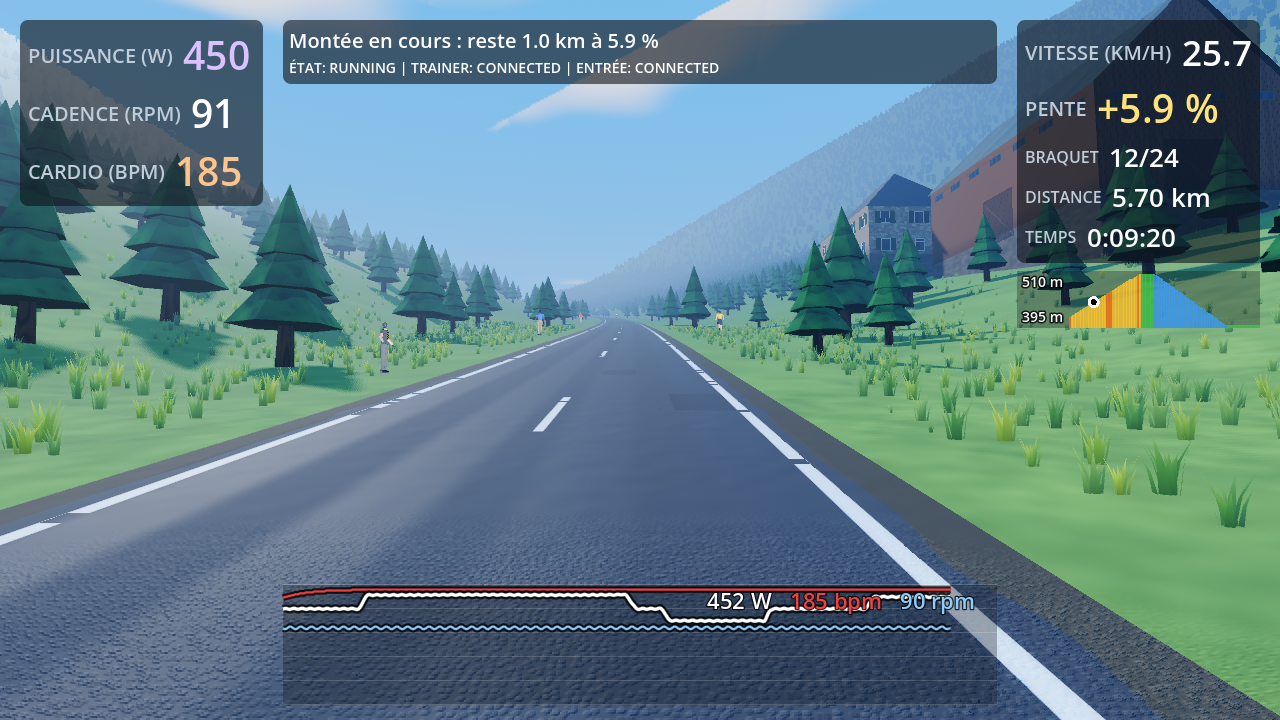 PUISSANCE (W) 450
CADENCE (RPM) 91
CARDIO (BPM) 185
Montée en cours : reste 1.0 km à 5.9 %
ÉTAT: RUNNING | TRAINER: CONNECTED | ENTRÉE: CONNECTED
VITESSE (KM/H) 25.7
PENTE +5.9 %
BRAQUET 12/24
DISTANCE 5.70 km
TEMPS 0:09:20
510 m
395 m
452 W 185 bpm 90 rpm